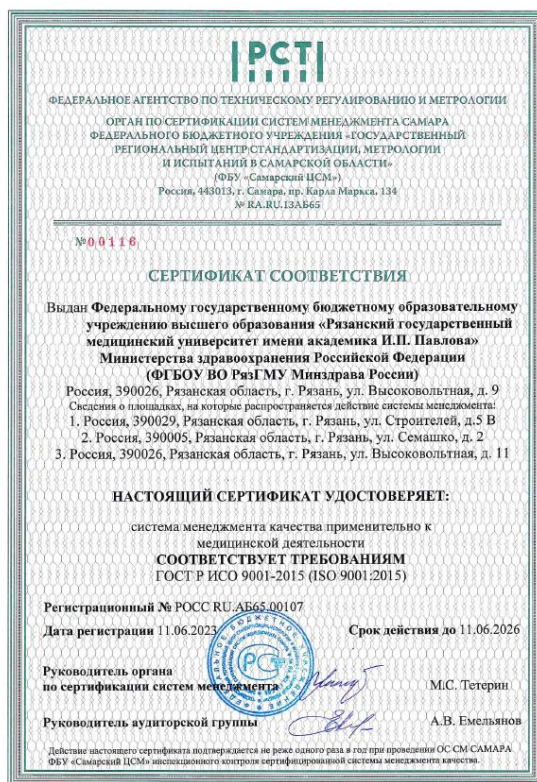 РСТ
ФЕДЕРАЛЬНОЕ АГЕНТСТВО ПО ТЕХНИЧЕСКОМУ РЕГУЛИРОВАНИЮ И МЕТРОЛОГИИ
ОРГАН ПО СЕРТИФИКАЦИИ СИСТЕМ МЕНЕДЖМЕНТА САМАРА
ФЕДЕРАЛЬНОГО БЮДЖЕТНОГО УЧРЕЖДЕНИЯ «ГОСУДАРСТВЕННЫЙ
РЕГИОНАЛЬНЫЙ ЦЕНТР СТАНДАРТИЗАЦИИ, МЕТРОЛОГИИ
И ИСПЫТАНИЙ В САМАРСКОЙ ОБЛАСТИ»
(ФБУ «Самарский ЦСМ»)
Россия, 443013, г. Самара, пр. Карла Маркса, 134
№ RA.RU.13АБ65
№00116
СЕРТИФИКАТ СООТВЕТСТВИЯ
Выдан Федеральному государственному бюджетному образовательному
учреждению высшего образования «Рязанский государственный
медицинский университет имени академика И.П. Павлова»
Министерства здравоохранения Российской Федерации
(ФГБОУ ВО РязГМУ Минздрава России)
Россия, 390026, Рязанская область, г. Рязань, ул. Высоковольтная, д. 9
Сведения о площадках, на которые распространяется действие системы менеджмента:
1. Россия, 390029, Рязанская область, г. Рязань, ул. Строителей, д.5 В
2. Россия, 390005, Рязанская область, г. Рязань, ул. Семашко, д. 2
3. Россия, 390026, Рязанская область, г. Рязань, ул. Высоковольтная, д. 11
НАСТОЯЩИЙ СЕРТИФИКАТ УДОСТОВЕРЯЕТ:
система менеджмента качества применительно к
медицинской деятельности
СООТВЕТСТВУЕТ ТРЕБОВАНИЯМ
ГОСТ Р ИСО 9001-2015 (ISO 9001:2015)
Регистрационный № РОСС RU.АБ65.00107
Дата регистрации 11.06.2023 Срок действия до 11.06.2026
Руководитель органа
по сертификации систем менеджмента М.С. Тетерин
Руководитель аудиторской группы А.В. Емельянов
Действие настоящего сертификата подтверждается не реже одного раза в год при проведении ОС СМ САМАРА
ФБУ «Самарский ЦСМ» инспекционного контроля сертифицированной системы менеджмента качества.